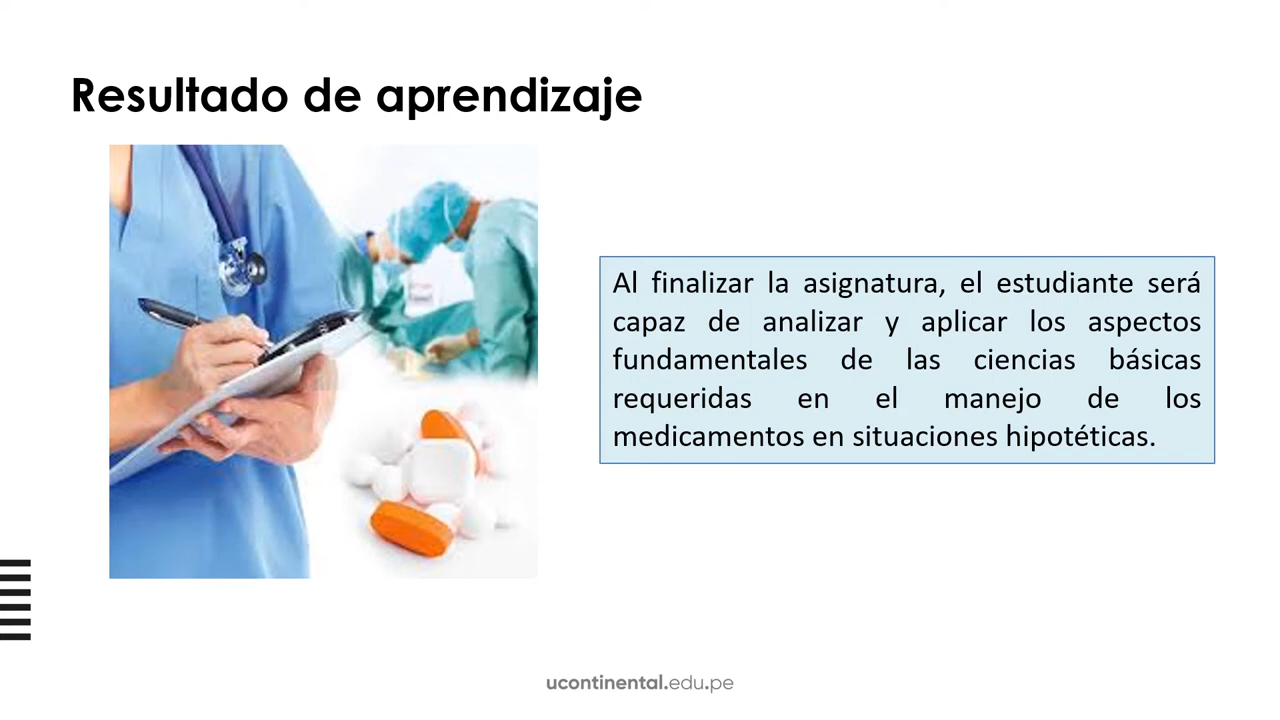 Resultado de aprendizaje
Al finalizar la asignatura, el estudiante será
capaz de analizar y aplicar los aspectos
fundamentales de las ciencias básicas
requeridas en el manejo de los
medicamentos en situaciones hipotéticas.
ucontinental.edu.pe